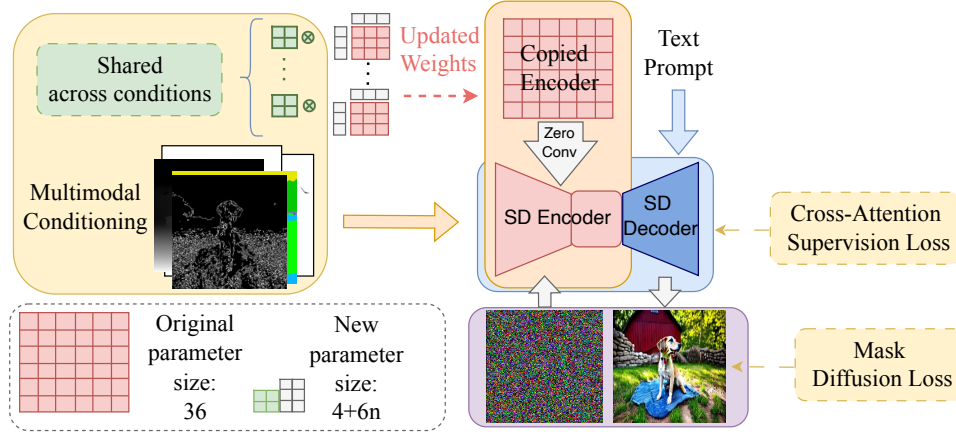 Shared
across conditions
Multimodal
Conditioning
Updated
Weights
Copied
Encoder
Zero
Conv
Text
Prompt
SD Encoder
SD
Decoder
Cross-Attention
Supervision Loss
Mask
Diffusion Loss
Original
parameter
size:
36
New
parameter
size:
4+6n